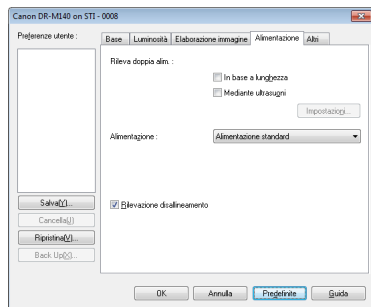 Canon DR-M140 on STI - 0008
Preferenze utente :
Base Luminosità Elaborazione immagine Alimentazione Altri
Rileva doppia alim. :
In base a lunghezza
Mediante ultrasuoni
Impostazioni...
Alimentazione : Alimentazione standard
Salva(Y)...
Cancella(J)
Ripristina(V)...
Back Up(X)...
Rilevazione disallineamento
OK Annulla Predefinite Guida